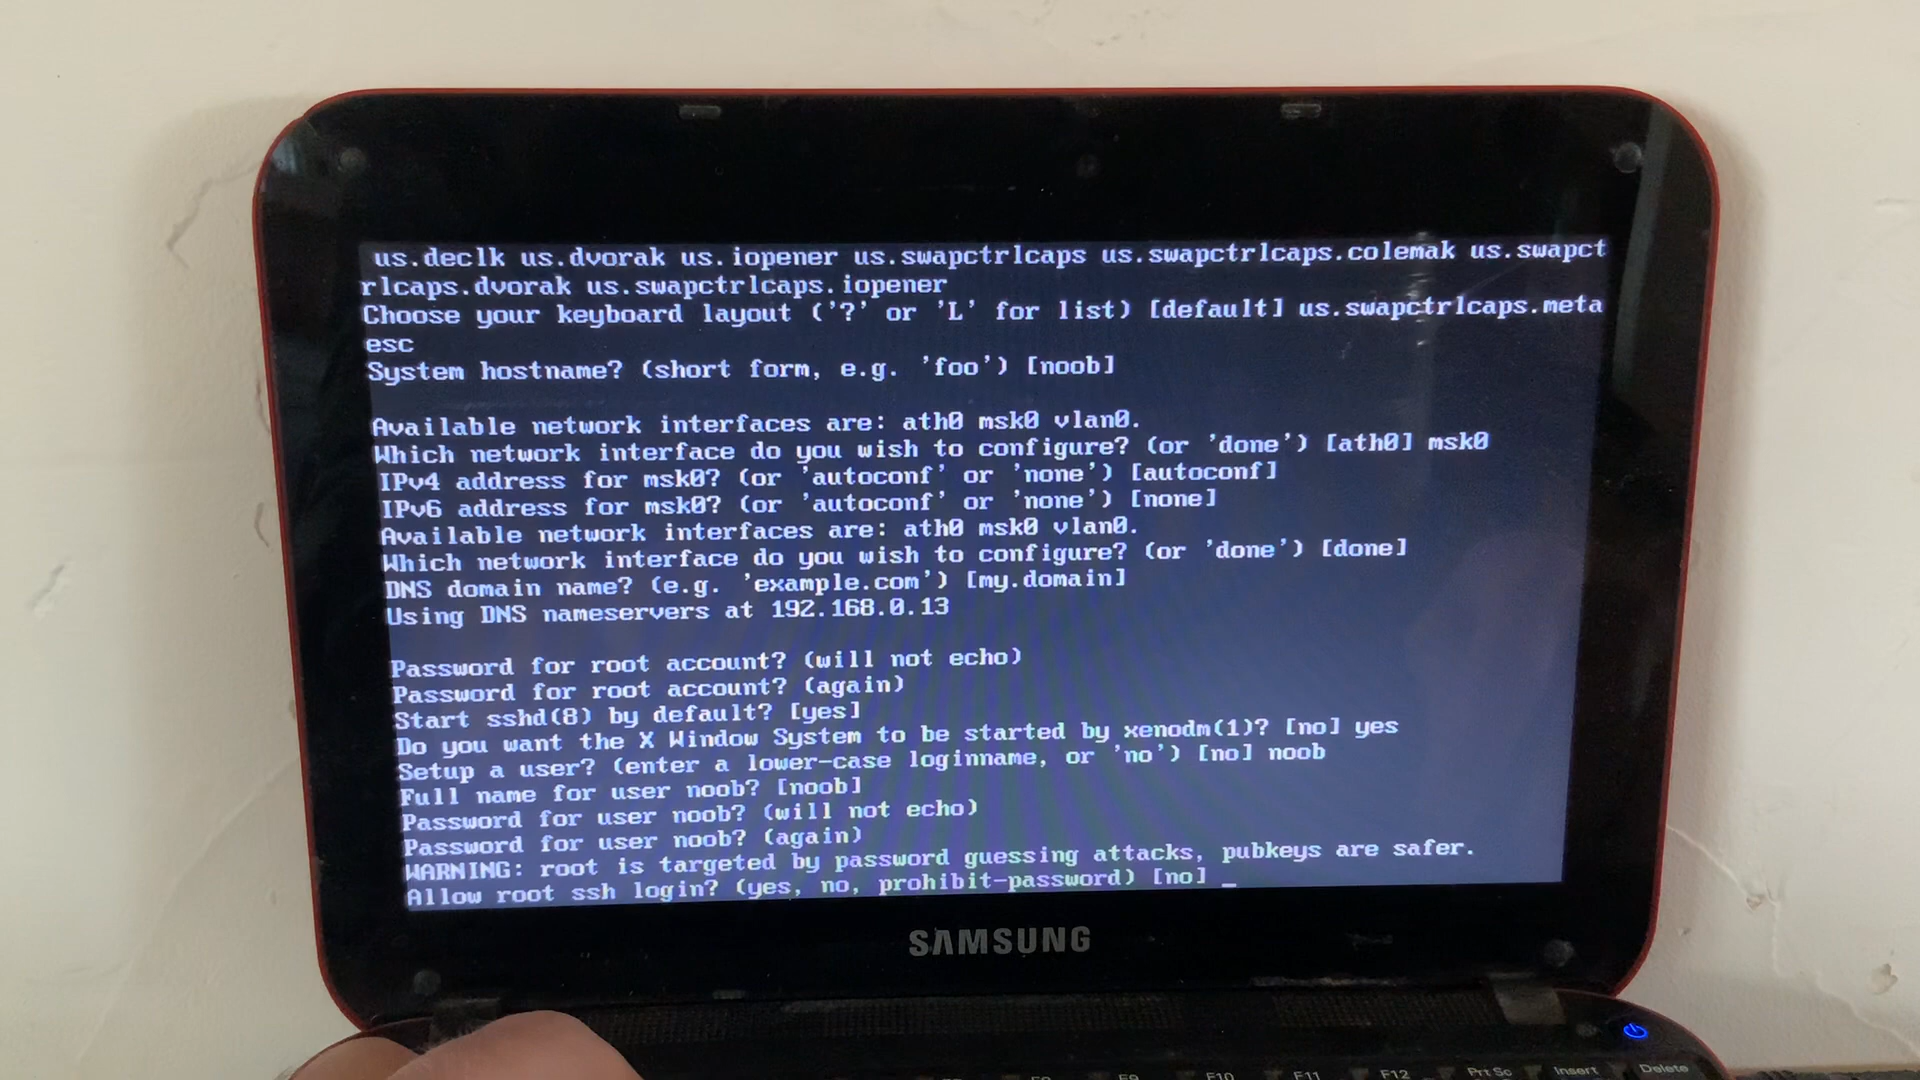 us.declk us.dvorak us.iopener us.swapctrlcaps us.swapctrlcaps.colemak us.swapct
rlcaps.dvorak us.swapctrlcaps.iopener
Choose your keyboard layout ('?' or 'L' for list) [default] us.swapctrlcaps.meta
esc
System hostname? (short form, e.g. 'foo') [noob]
Available network interfaces are: ath0 msk0 vlan0.
Which network interface do you wish to configure? (or 'done') [ath0] msk0
IPv4 address for msk0? (or 'autoconf' or 'none') [autoconf]
IPv6 address for msk0? (or 'autoconf' or 'none') [none]
Available network interfaces are: ath0 msk0 vlan0.
Which network interface do you wish to configure? (or 'done') [done]
DNS domain name? (e.g. 'example.com') [my.domain]
Using DNS nameservers at 192.168.0.13
Password for root account? (will not echo)
Password for root account? (again)
Start sshd(8) by default? [yes]
Do you want the X Window System to be started by xenodm(1)? [no] yes
Setup a user? (enter a lower-case loginname, or 'no') [no] noob
Full name for user noob? [noob]
Password for user noob? (will not echo)
Password for user noob? (again)
WARNING: root is targeted by password guessing attacks, pubkeys are safer.
Allow root ssh login? (yes, no, prohibit-password) [no] _
SAMSUNG
F9 F10 F11 F12 Prt Sc Insert Delete